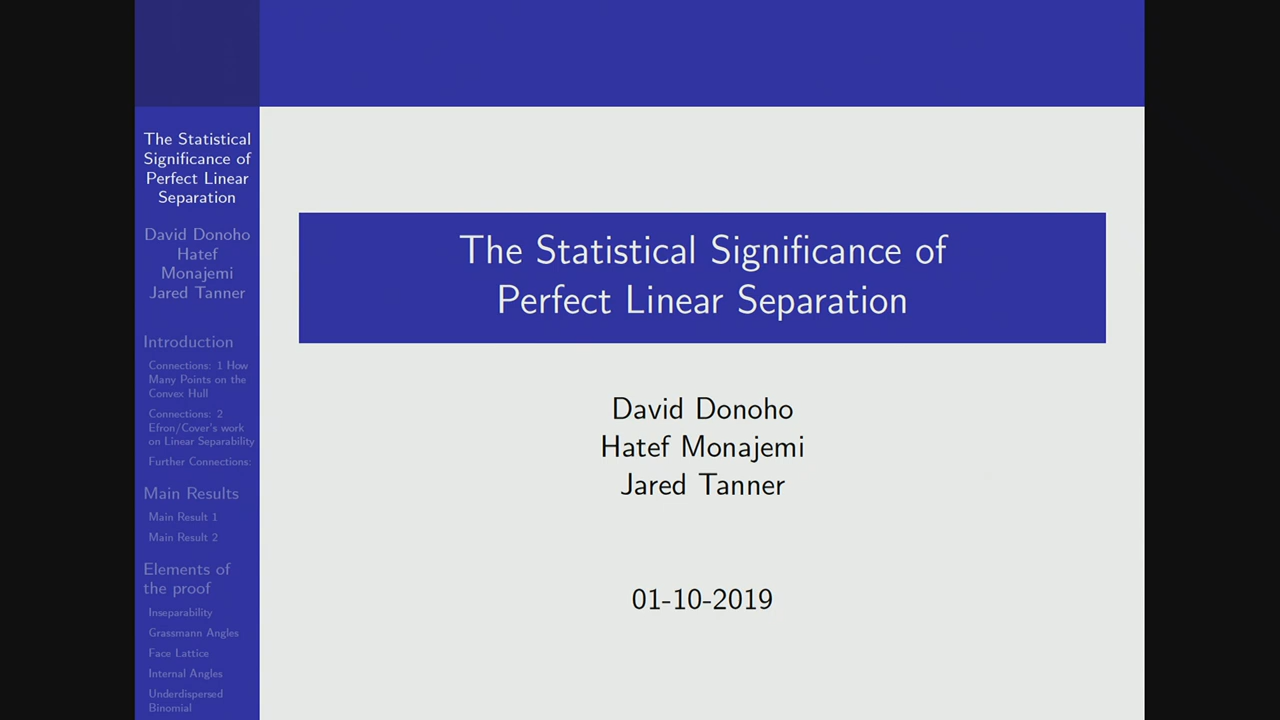 The Statistical
Significance of
Perfect Linear
Separation
David Donoho
Hatef
Monajemi
Jared Tanner
Introduction
Connections: 1 How
Many Points on the
Convex Hull
Connections: 2
Efron/Cover's work
on Linear Separability
Further Connections:
Main Results
Main Result 1
Main Result 2
Elements of
the proof
Inseparability
Grassmann Angles
Face Lattice
Internal Angles
Underdispersed
Binomial
The Statistical Significance of
Perfect Linear Separation
David Donoho
Hatef Monajemi
Jared Tanner
01-10-2019